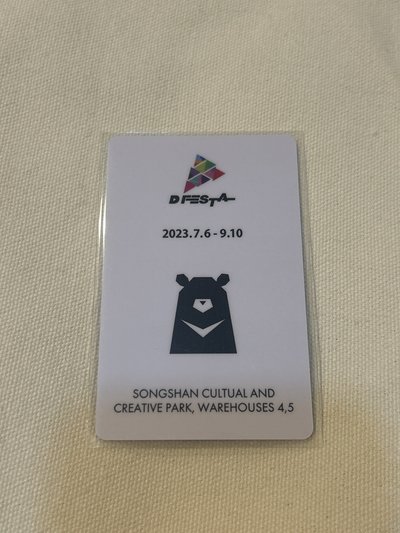 D FESTA
2023.7.6 - 9.10
SONGSHAN CULTUAL AND
CREATIVE PARK, WAREHOUSES 4,5